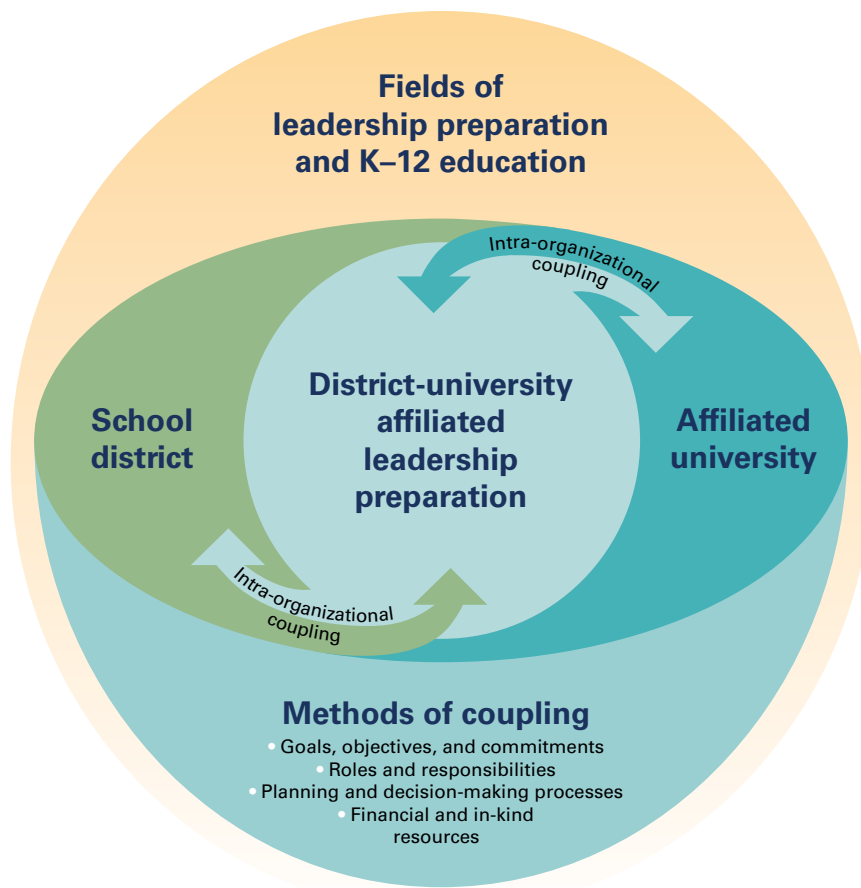 Fields of
leadership preparation
and K–12 education
Intra-organizational
coupling
School
district
District-university
affiliated
leadership
preparation
Affiliated
university
Intra-organizational
coupling
Methods of coupling
• Goals, objectives, and commitments
• Roles and responsibilities
• Planning and decision-making processes
• Financial and in-kind
resources